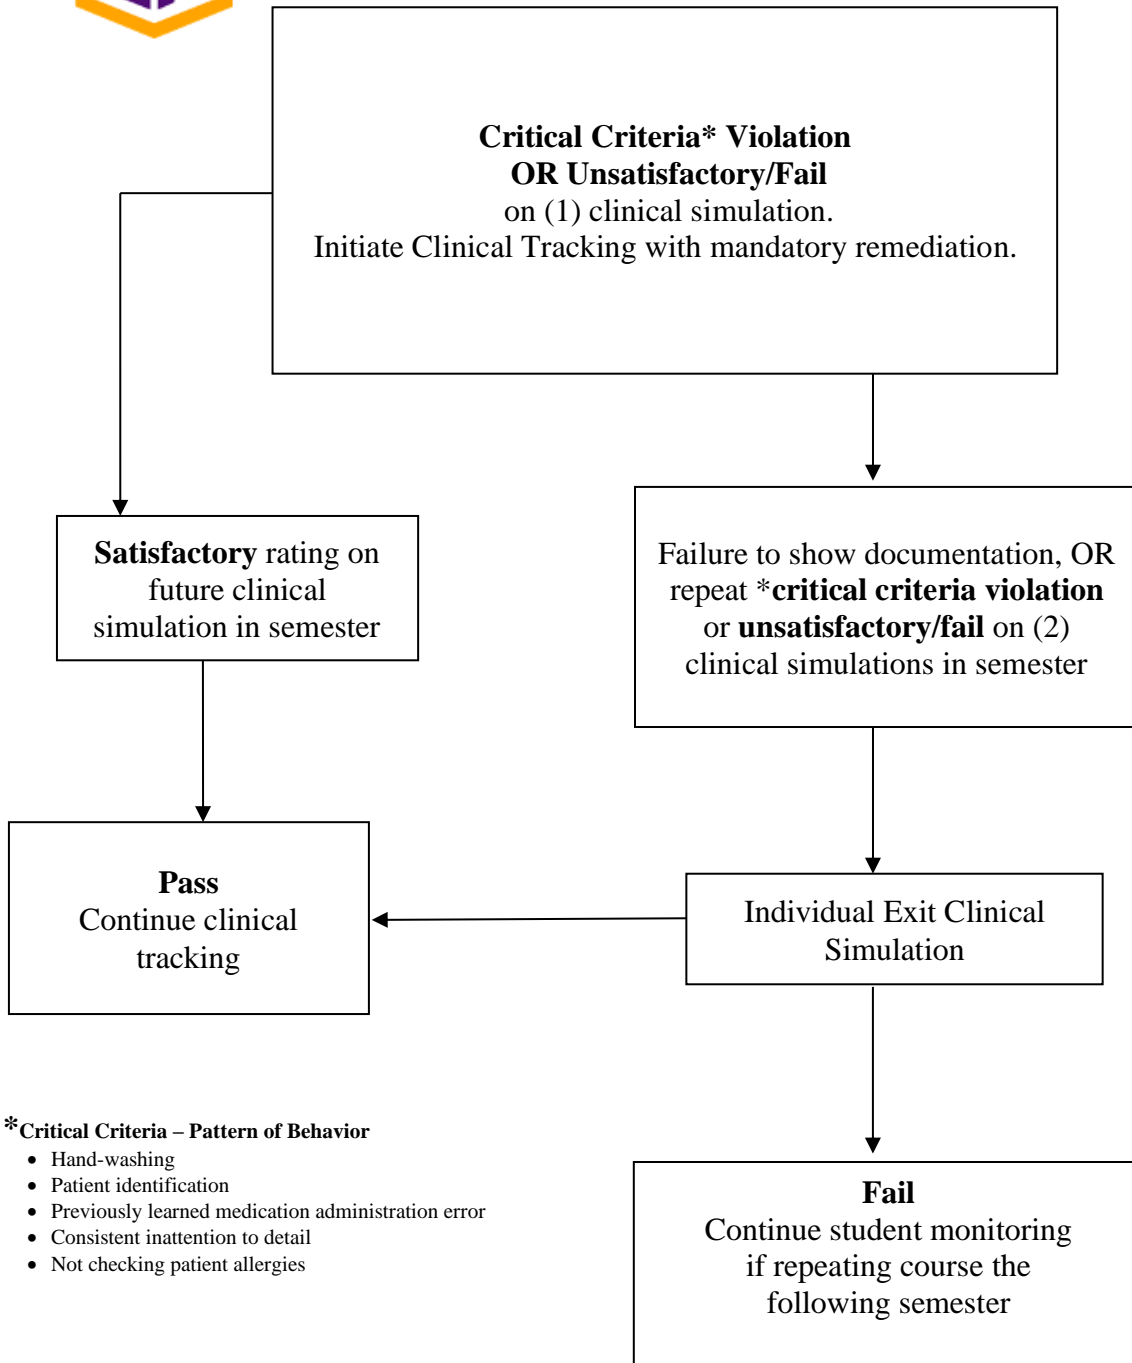 Critical Criteria* Violation
OR Unsatisfactory/Fail
on (1) clinical simulation.
Initiate Clinical Tracking with mandatory remediation.
Satisfactory rating on
future clinical
simulation in semester
Failure to show documentation, OR
repeat *critical criteria violation
or unsatisfactory/fail on (2)
clinical simulations in semester
Pass
Continue clinical
tracking
Individual Exit Clinical
Simulation
*Critical Criteria – Pattern of Behavior
• Hand-washing
• Patient identification
• Previously learned medication administration error
• Consistent inattention to detail
• Not checking patient allergies
Fail
Continue student monitoring
if repeating course the
following semester